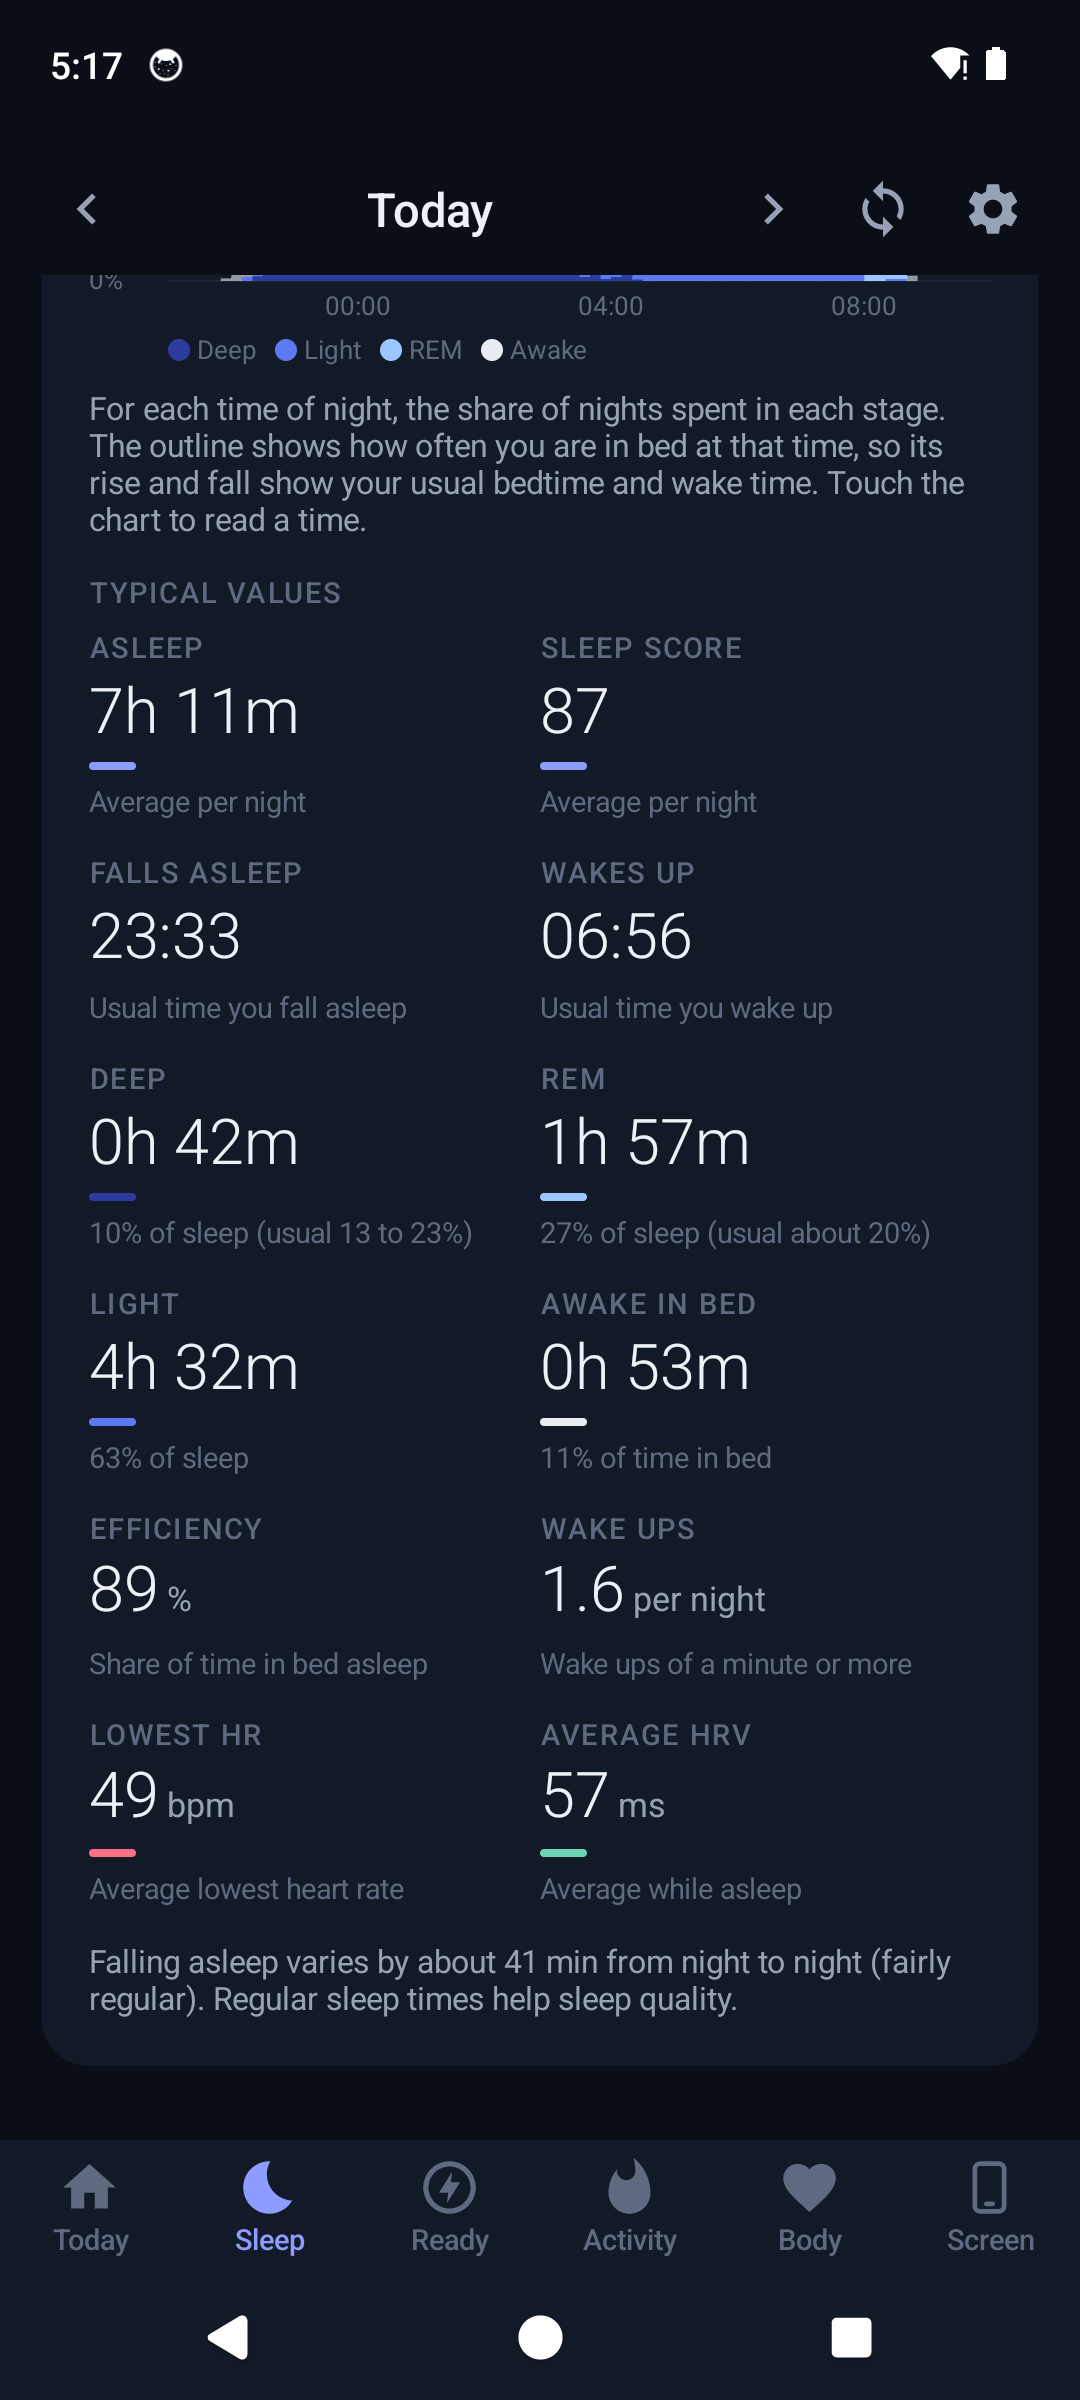 5:17
Today
0%
00:00 04:00 08:00
Deep Light REM Awake
For each time of night, the share of nights spent in each stage.
The outline shows how often you are in bed at that time, so its
rise and fall show your usual bedtime and wake time. Touch the
chart to read a time.
TYPICAL VALUES
ASLEEP SLEEP SCORE
7h 11m 87
Average per night Average per night
FALLS ASLEEP WAKES UP
23:33 06:56
Usual time you fall asleep Usual time you wake up
DEEP REM
0h 42m 1h 57m
10% of sleep (usual 13 to 23%) 27% of sleep (usual about 20%)
LIGHT AWAKE IN BED
4h 32m 0h 53m
63% of sleep 11% of time in bed
EFFICIENCY WAKE UPS
89 % 1.6 per night
Share of time in bed asleep Wake ups of a minute or more
LOWEST HR AVERAGE HRV
49 bpm 57 ms
Average lowest heart rate Average while asleep
Falling asleep varies by about 41 min from night to night (fairly
regular). Regular sleep times help sleep quality.
Today Sleep Ready Activity Body Screen